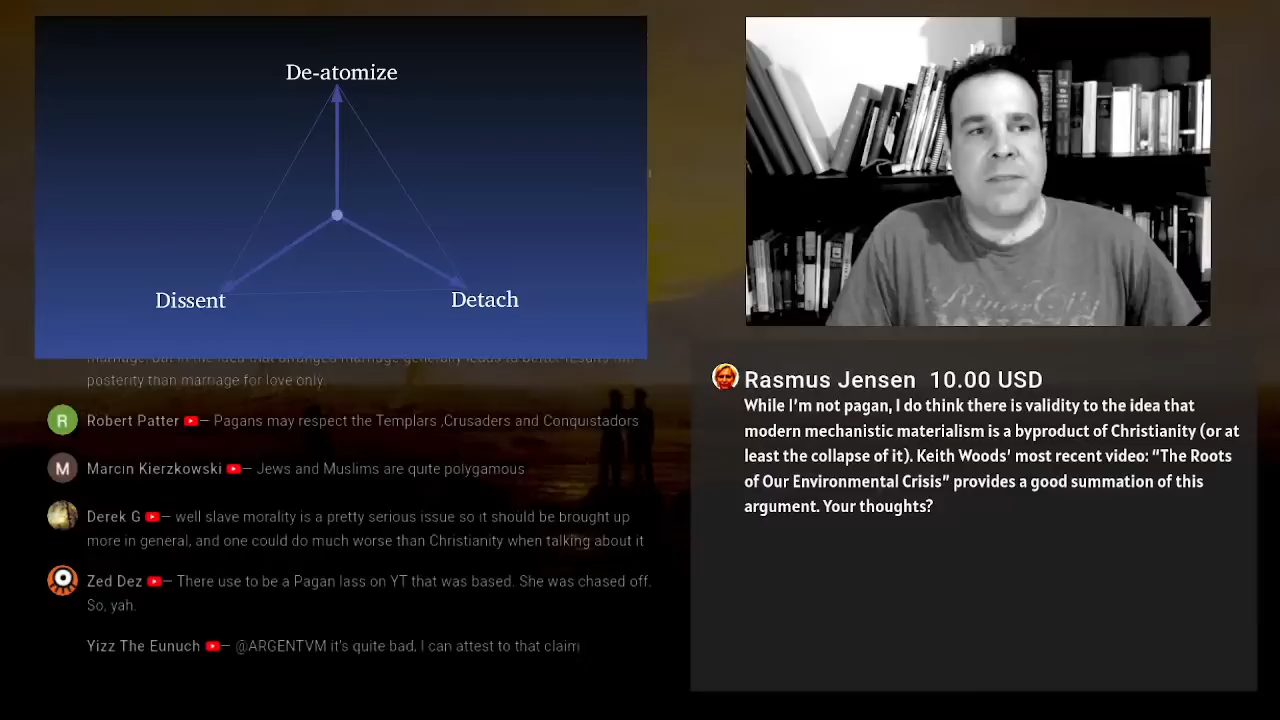 De-atomize
Dissent
Detach
posterity than marriage for love only.
Robert Patter — Pagans may respect the Templars ,Crusaders and Conquistadors
Marcin Kierzkowski — Jews and Muslims are quite polygamous
Derek G — well slave morality is a pretty serious issue so it should be brought up
more in general, and one could do much worse than Christianity when talking about it
Zed Dez — There use to be a Pagan lass on YT that was based. She was chased off.
So, yah.
Yizz The Eunuch — @ARGENTVM it's quite bad, I can attest to that claim
R
M
River City
Rasmus Jensen 10.00 USD
While I'm not pagan, I do think there is validity to the idea that
modern mechanistic materialism is a byproduct of Christianity (or at
least the collapse of it). Keith Woods' most recent video: “The Roots
of Our Environmental Crisis” provides a good summation of this
argument. Your thoughts?